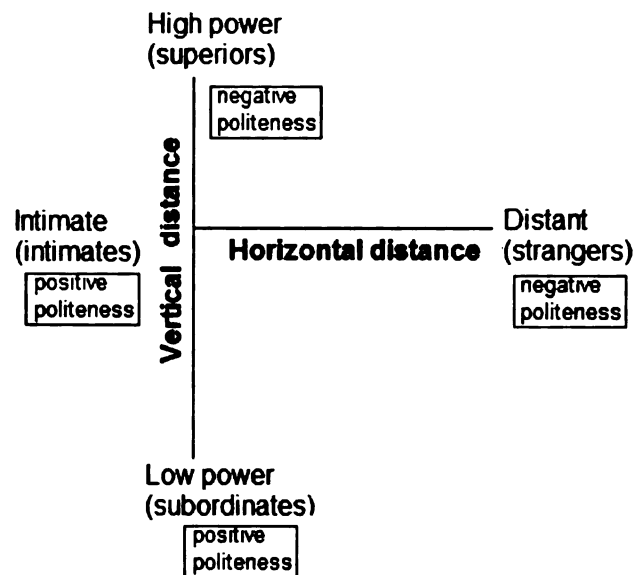 High power
(superiors)
negative
politeness
Vertical distance
Intimate
(intimates)
positive
politeness
Horizontal distance
Distant
(strangers)
negative
politeness
Low power
(subordinates)
positive
politeness